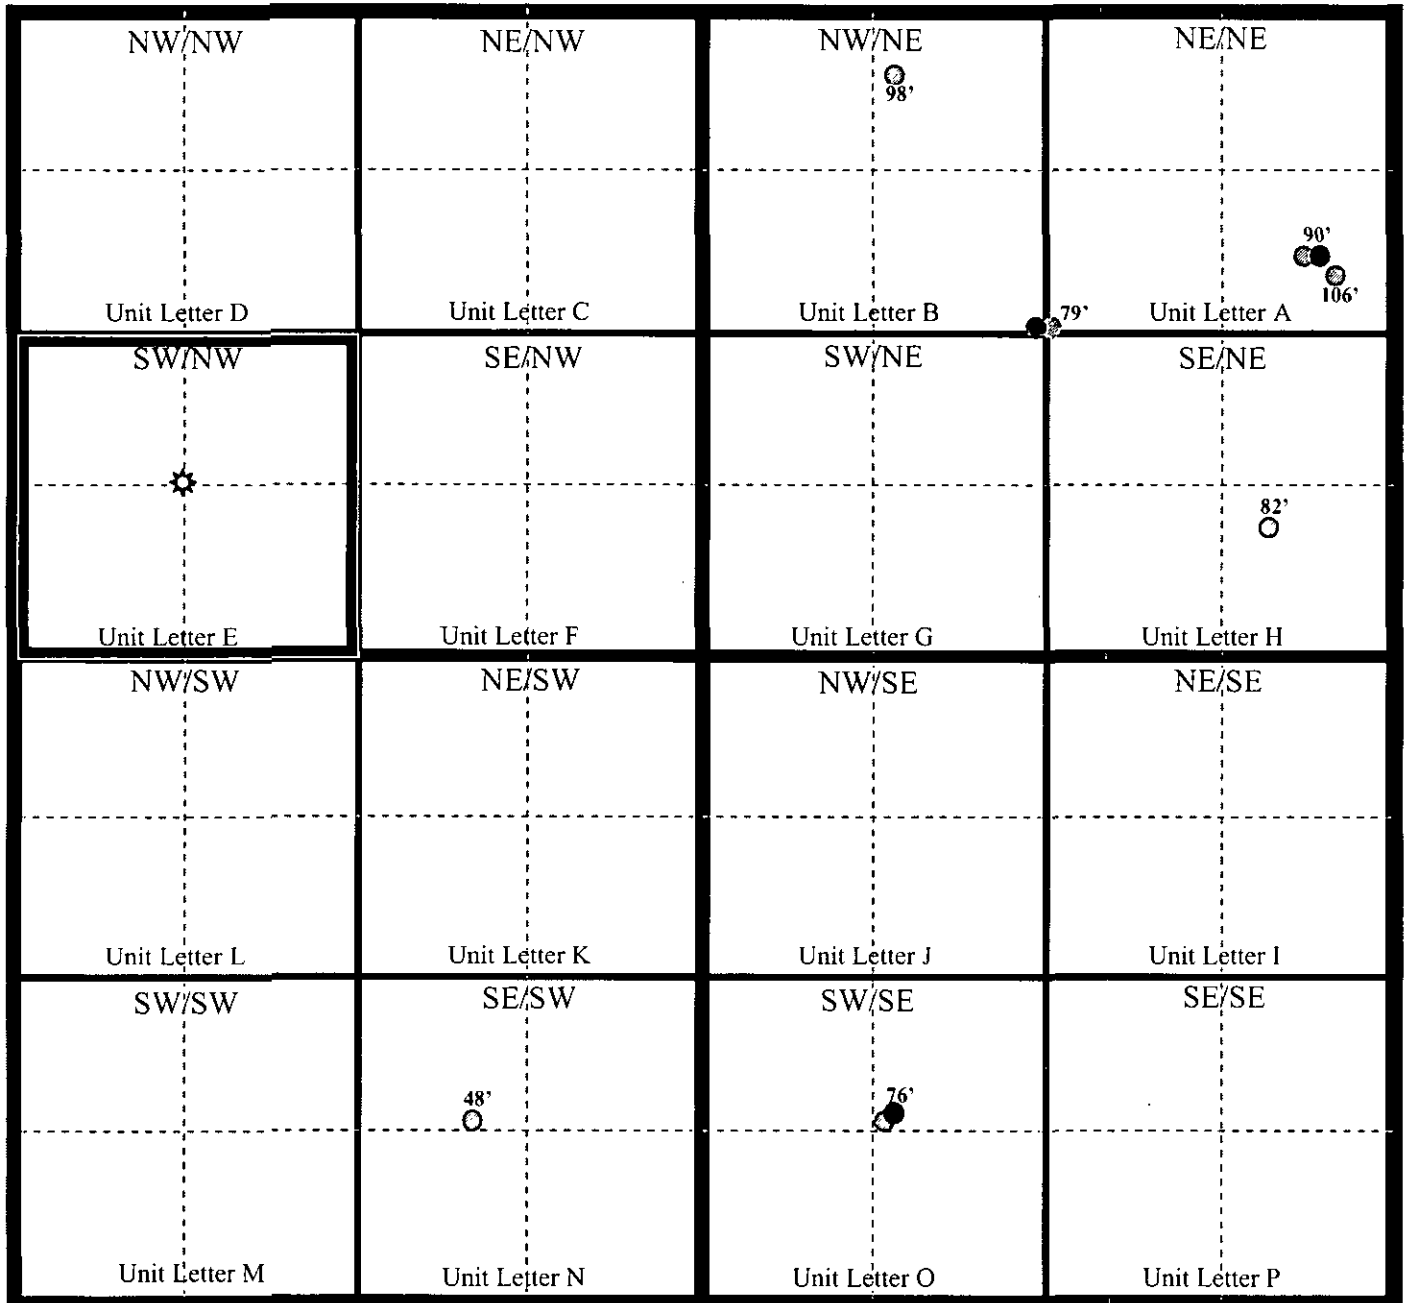 NW/NW
NE/NW
NW/NE
NE/NE
98'
90'
106'
Unit Letter D
Unit Letter C
Unit Letter B
79'
Unit Letter A
SW/NW
SE/NW
SW/NE
SE/NE
82'
Unit Letter E
Unit Letter F
Unit Letter G
Unit Letter H
NW/SW
NE/SW
NW/SE
NE/SE
Unit Letter L
Unit Letter K
Unit Letter J
Unit Letter I
SW/SW
SE/SW
SW/SE
SE/SE
48'
76'
Unit Letter M
Unit Letter N
Unit Letter O
Unit Letter P